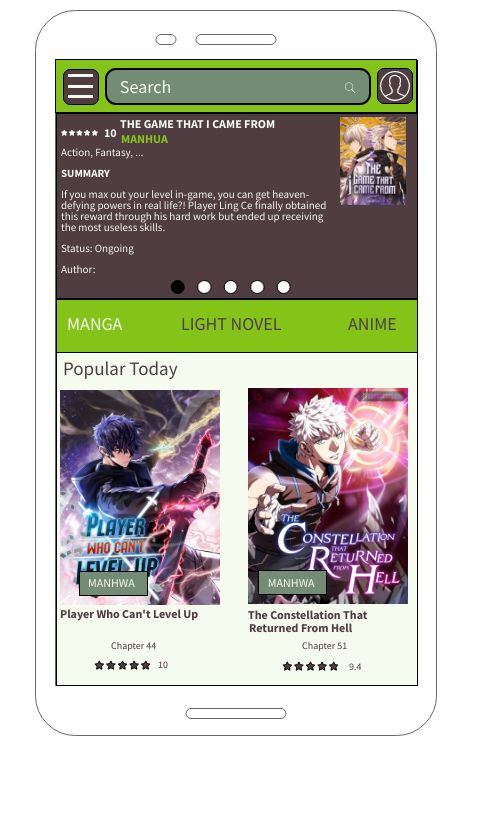 Search
THE GAME THAT I CAME FROM
10
MANHUA
Action, Fantasy, ...
SUMMARY
If you max out your level in-game, you can get heaven-
defying powers in real life?! Player Ling Ce finally obtained
this reward through his hard work but ends up receiving
the most useless skills.
Status: Ongoing
Author:
THE
GAME THAT I
CAME FROM
MANGA LIGHT NOVEL ANIME
Popular Today
PLAYER
WHO CAN'T
LEVEL UP
MANHWA
Player Who Can't Level Up
Chapter 44
10
THE
CONSTELLATION
THAT
RETURNED
FROM
HELL
MANHWA
The Constellation That
Returned From Hell
Chapter 51
9.4